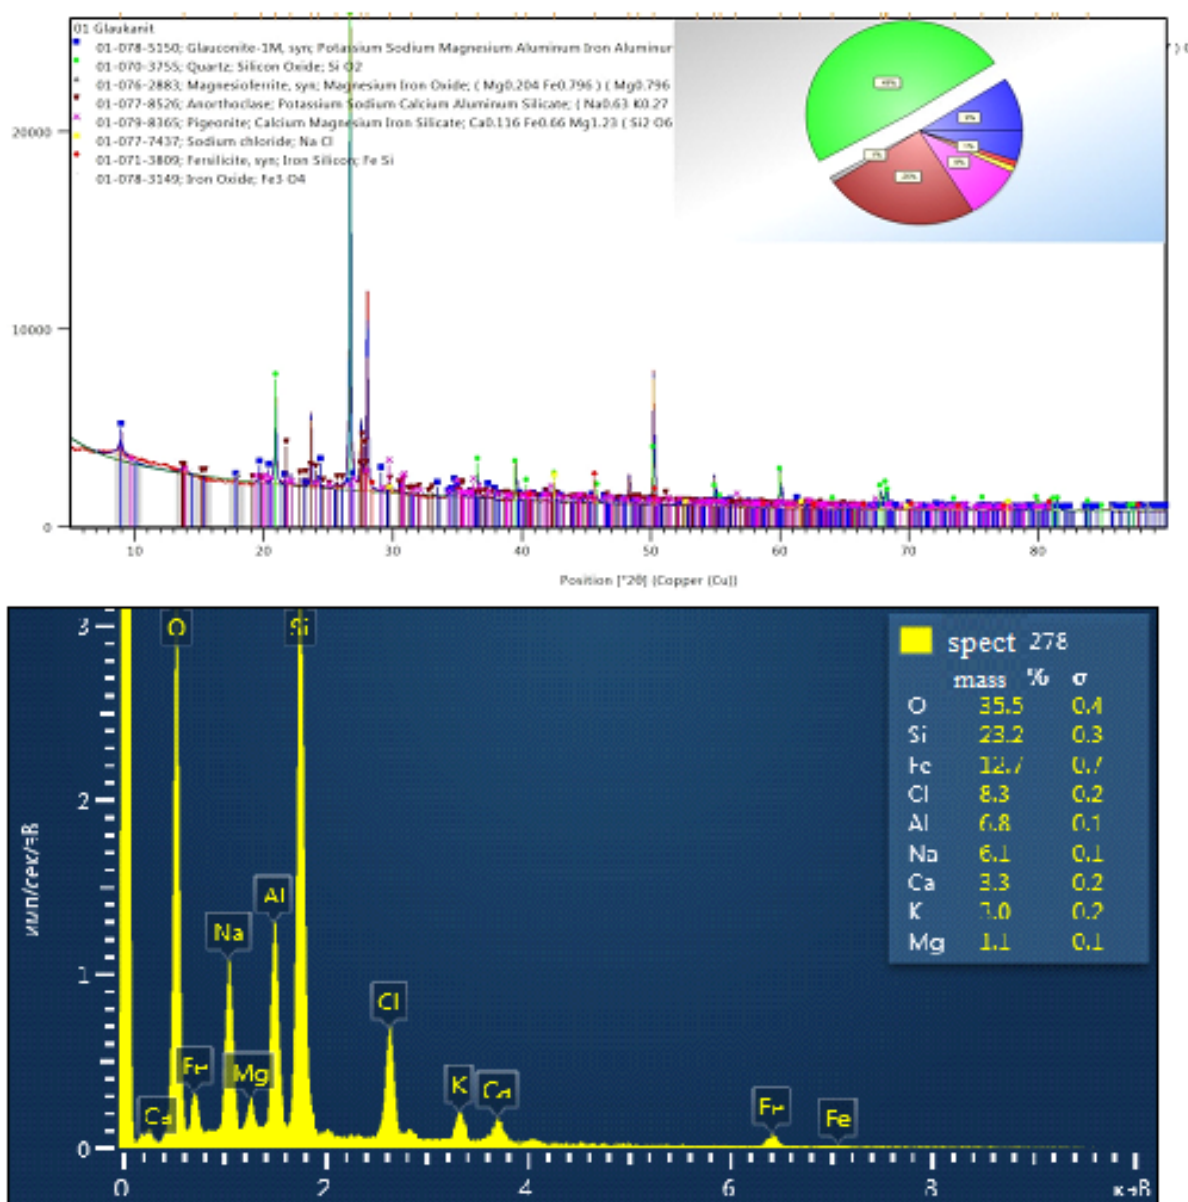 01 Glaukanit
01-078-5150; Glauconite-1M, syn; Potassium Sodium Magnesium Aluminum Iron Aluminur
01-070-3755; Quartz; Silicon Oxide; Si O2
01-076-2883; Magnesioferrite, syn; Magnesium Iron Oxide; ( Mg0.204 Fe0.796 ) ( Mg0.796
01-077-8526; Anorthoclase; Potassium Sodium Calcium Aluminum Silicate; ( Na0.63 K0.27
01-079-8365; Pigeonite; Calcium Magnesium Iron Silicate; Ca0.116 Fe0.66 Mg1.23 ( Si2 O6
01-077-7437; Sodium chloride; Na Cl
01-071-3809; Fersilicite, syn; Iron Silicon; Fe Si
01-078-3149; Iron Oxide; Fe3 O4
20000
10000
0
10 20 30 40 50 60 70 80
Position [°2θ] (Copper (Cu))
имп/сек/эВ
3
2
1
0
O
Si
Al
Na
Cl
Fe
Mg
Ca
K
Ca
Fe
Fe
0 2 4 6 8 кэВ
spect 278
mass % σ
O 35.5 0.4
Si 23.2 0.3
Fe 12.7 0.7
Cl 8.3 0.2
Al 6.8 0.1
Na 6.1 0.1
Ca 3.3 0.2
K 3.0 0.2
Mg 1.1 0.1